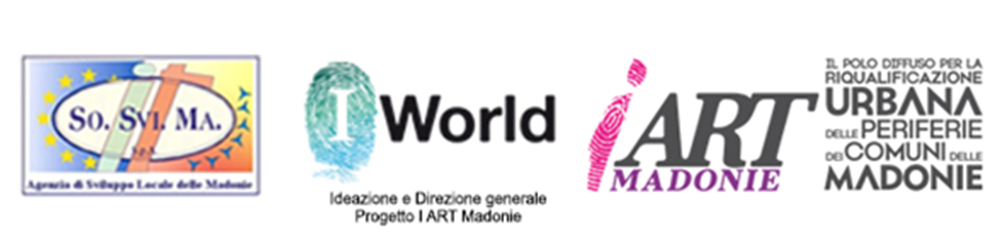 SO. SVI. MA.
S.p.A.
Agenzia di Sviluppo Locale delle Madonie
I World
Ideazione e Direzione generale
Progetto I ART Madonie
i ART
MADONIE
IL POLO DIFFUSO PER LA
RIQUALIFICAZIONE
URBANA
DELLE PERIFERIE
DEI COMUNI DELLE
MADONIE